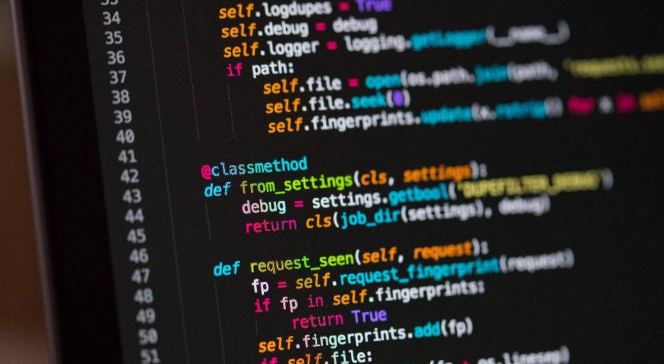 33
34 self.logdupes = True
35 self.debug = debug
36 self.logger = logging.getLogger(__name__)
37 if path:
38 self.file = open(os.path.join(path, 'requests.seen
39 self.file.seek(0)
40 self.fingerprints.update(x.rstrip() for x in self
41
42 @classmethod
43 def from_settings(cls, settings):
44 debug = settings.getbool('DUPEFILTER_DEBUG')
45 return cls(job_dir(settings), debug)
46
47 def request_seen(self, request):
48 fp = self.request_fingerprint(request)
49 if fp in self.fingerprints:
50 return True
51 self.fingerprints.add(fp)
if self.file: